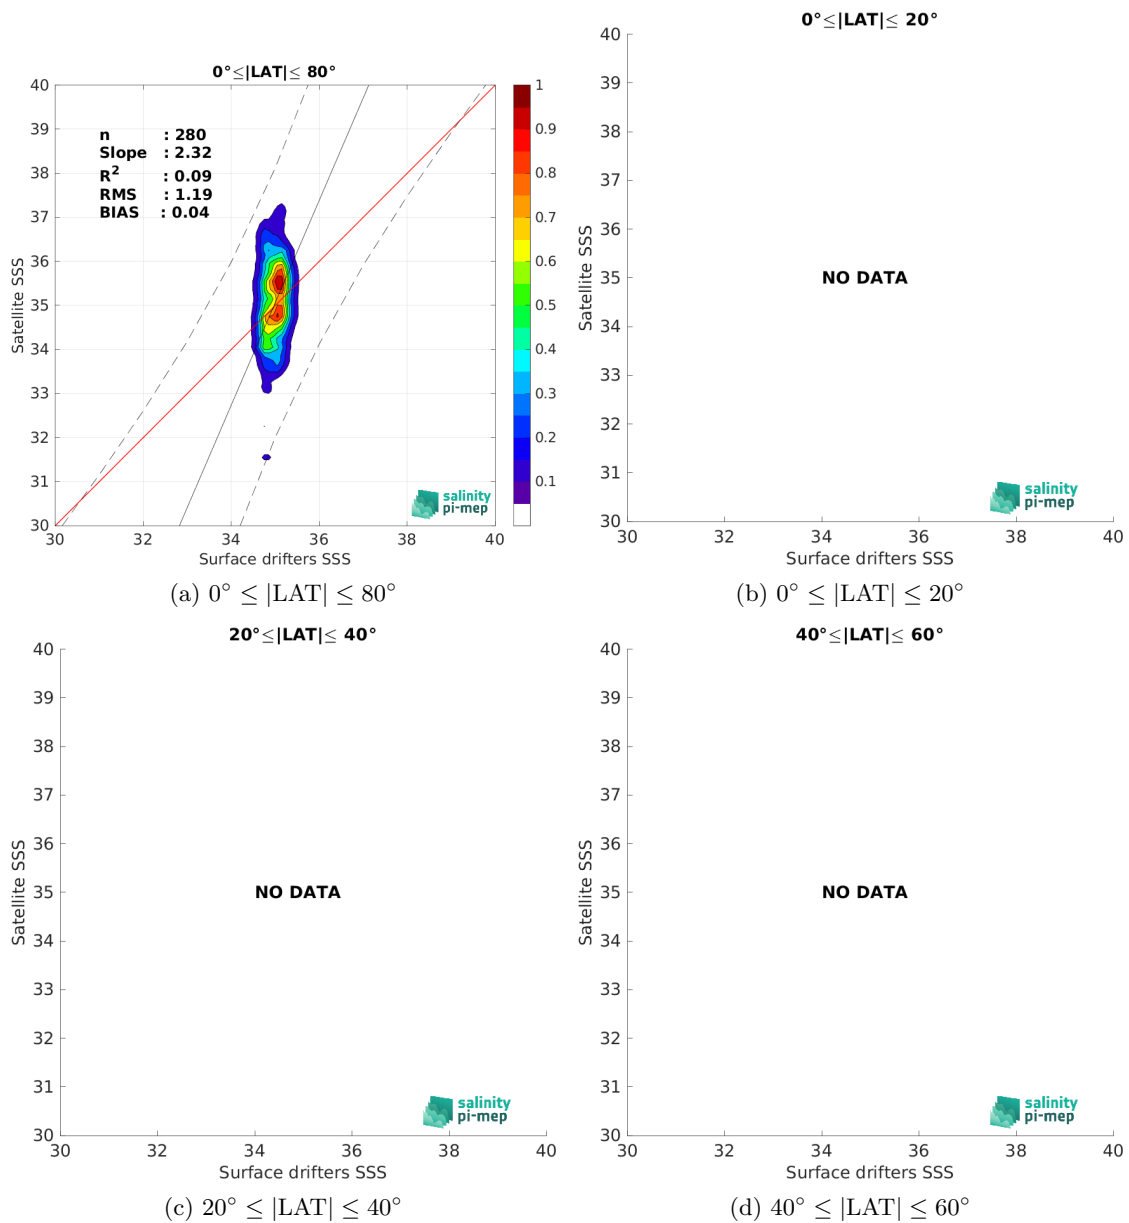 0°≤|LAT|≤ 80°
40
39
38
37
36
35
34
33
32
31
30
Satellite SSS
n : 280
Slope : 2.32
R² : 0.09
RMS : 1.19
BIAS : 0.04
1
0.9
0.8
0.7
0.6
0.5
0.4
0.3
0.2
0.1
salinity
pi-mep
30 32 34 36 38 40
Surface drifters SSS
(a) 0° ≤ |LAT| ≤ 80°
0°≤|LAT|≤ 20°
40
39
38
37
36
35
34
33
32
31
30
Satellite SSS
NO DATA
salinity
pi-mep
30 32 34 36 38 40
Surface drifters SSS
(b) 0° ≤ |LAT| ≤ 20°
20°≤|LAT|≤ 40°
40
39
38
37
36
35
34
33
32
31
30
Satellite SSS
NO DATA
salinity
pi-mep
30 32 34 36 38 40
Surface drifters SSS
(c) 20° ≤ |LAT| ≤ 40°
40°≤|LAT|≤ 60°
40
39
38
37
36
35
34
33
32
31
30
Satellite SSS
NO DATA
salinity
pi-mep
30 32 34 36 38 40
Surface drifters SSS
(d) 40° ≤ |LAT| ≤ 60°